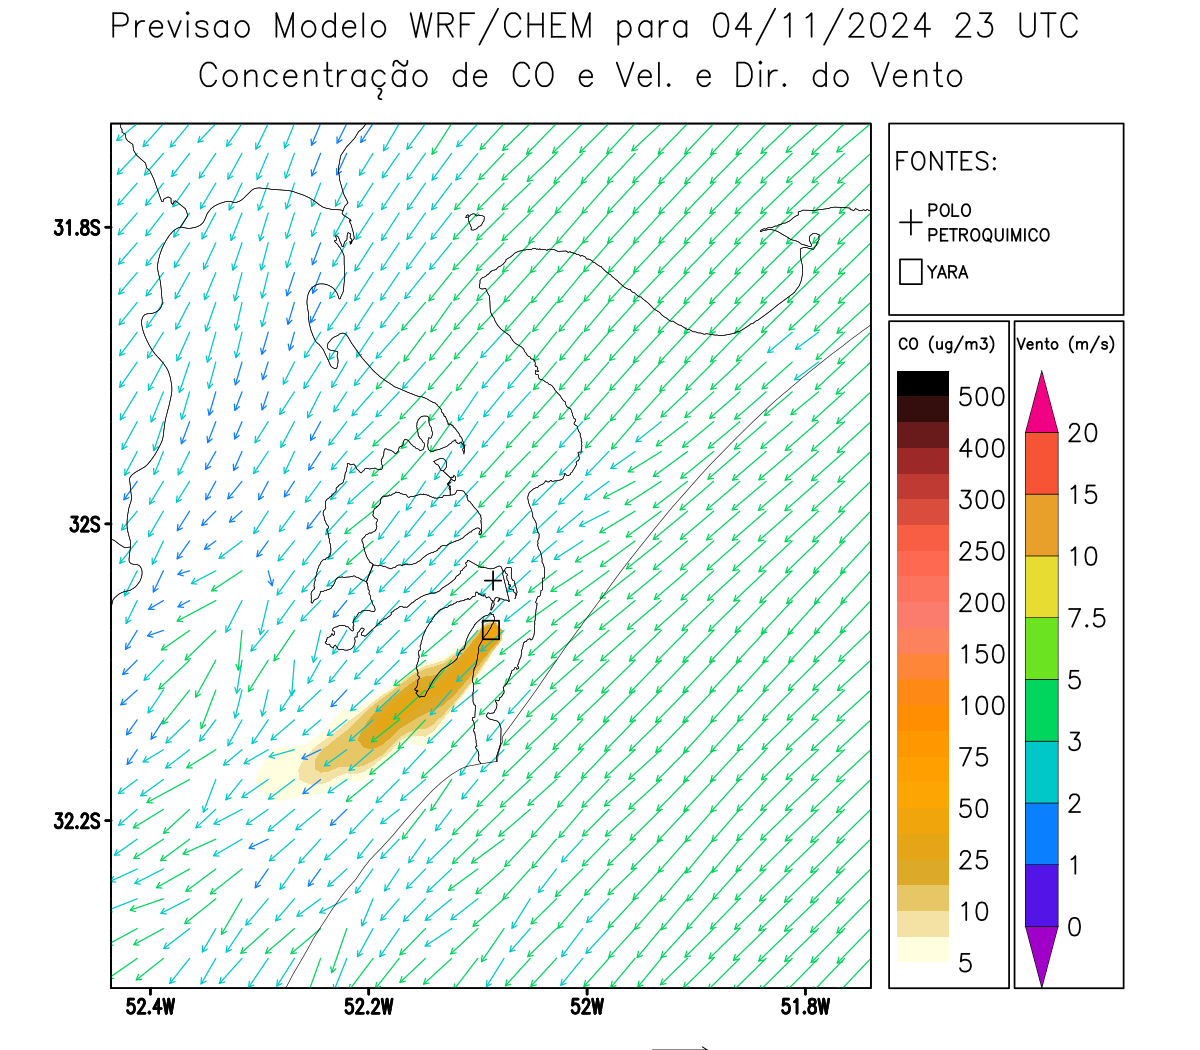 Previsao Modelo WRF/CHEM para 04/11/2024 23 UTC
Concentração de CO e Vel. e Dir. do Vento
FONTES:
POLO
PETROQUIMICO
YARA
CO (ug/m3)
500
400
300
250
200
150
100
75
50
25
10
5
Vento (m/s)
20
15
10
7.5
5
3
2
1
0
31.8S
32S
32.2S
52.4W
52.2W
52W
51.8W